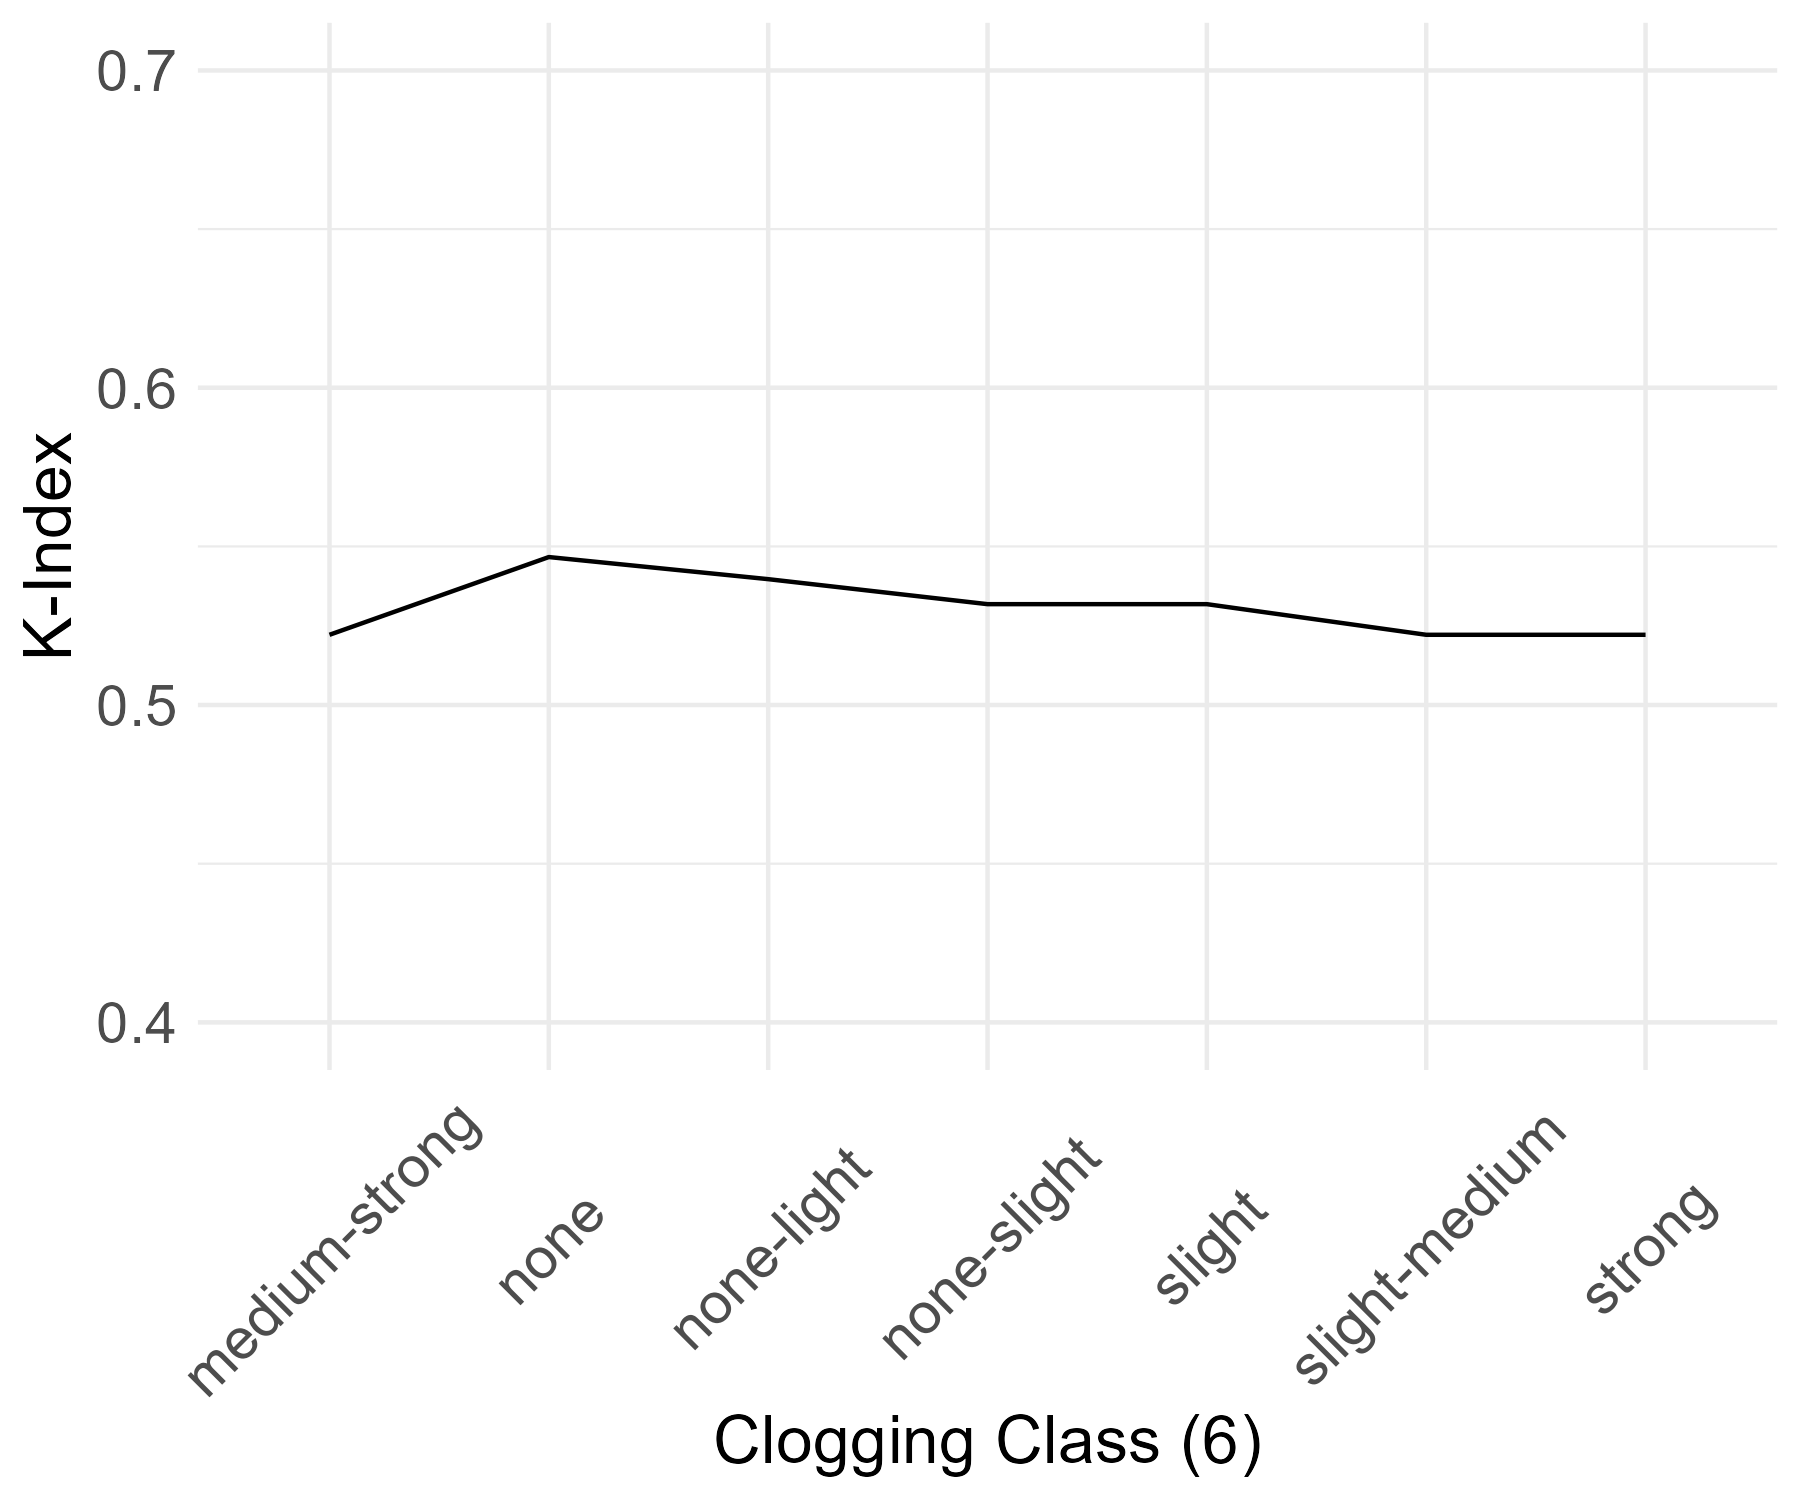 0.7
0.6
0.5
0.4
K-Index
medium-strong
none
none-light
none-slight
slight
slight-medium
strong
Clogging Class (6)